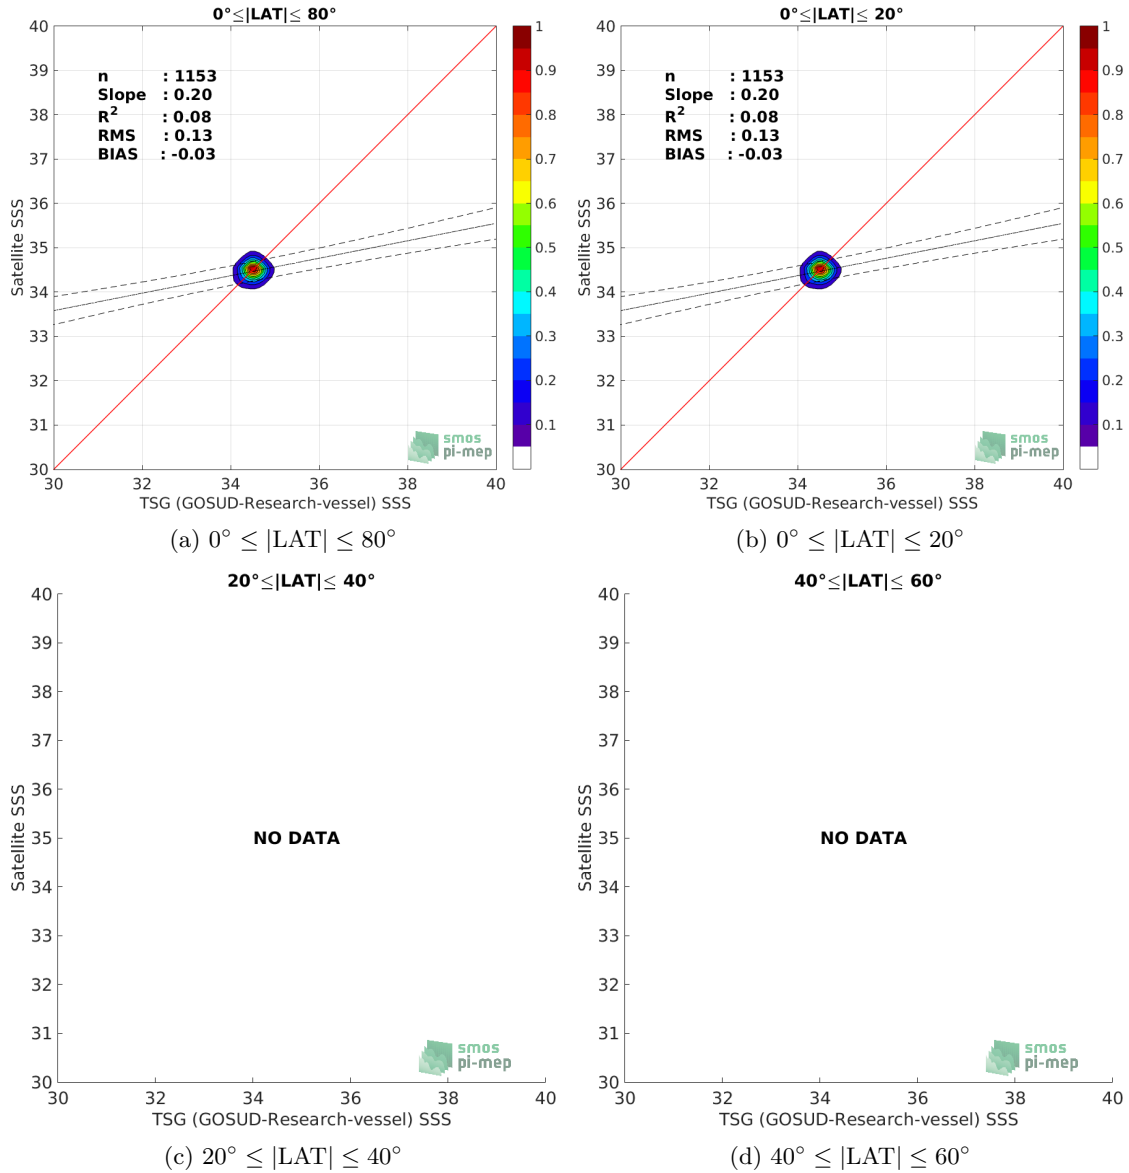 0°≤|LAT|≤ 80°
40
39
38
37
36
35
34
33
32
31
30
Satellite SSS
n : 1153
Slope : 0.20
R² : 0.08
RMS : 0.13
BIAS : -0.03
smos
pi-mep
30 32 34 36 38 40
TSG (GOSUD-Research-vessel) SSS
1
0.9
0.8
0.7
0.6
0.5
0.4
0.3
0.2
0.1
(a) 0° ≤ |LAT| ≤ 80°
0°≤|LAT|≤ 20°
40
39
38
37
36
35
34
33
32
31
30
Satellite SSS
n : 1153
Slope : 0.20
R² : 0.08
RMS : 0.13
BIAS : -0.03
smos
pi-mep
30 32 34 36 38 40
TSG (GOSUD-Research-vessel) SSS
1
0.9
0.8
0.7
0.6
0.5
0.4
0.3
0.2
0.1
(b) 0° ≤ |LAT| ≤ 20°
20°≤|LAT|≤ 40°
40
39
38
37
36
35
34
33
32
31
30
Satellite SSS
NO DATA
smos
pi-mep
30 32 34 36 38 40
TSG (GOSUD-Research-vessel) SSS
(c) 20° ≤ |LAT| ≤ 40°
40°≤|LAT|≤ 60°
40
39
38
37
36
35
34
33
32
31
30
Satellite SSS
NO DATA
smos
pi-mep
30 32 34 36 38 40
TSG (GOSUD-Research-vessel) SSS
(d) 40° ≤ |LAT| ≤ 60°